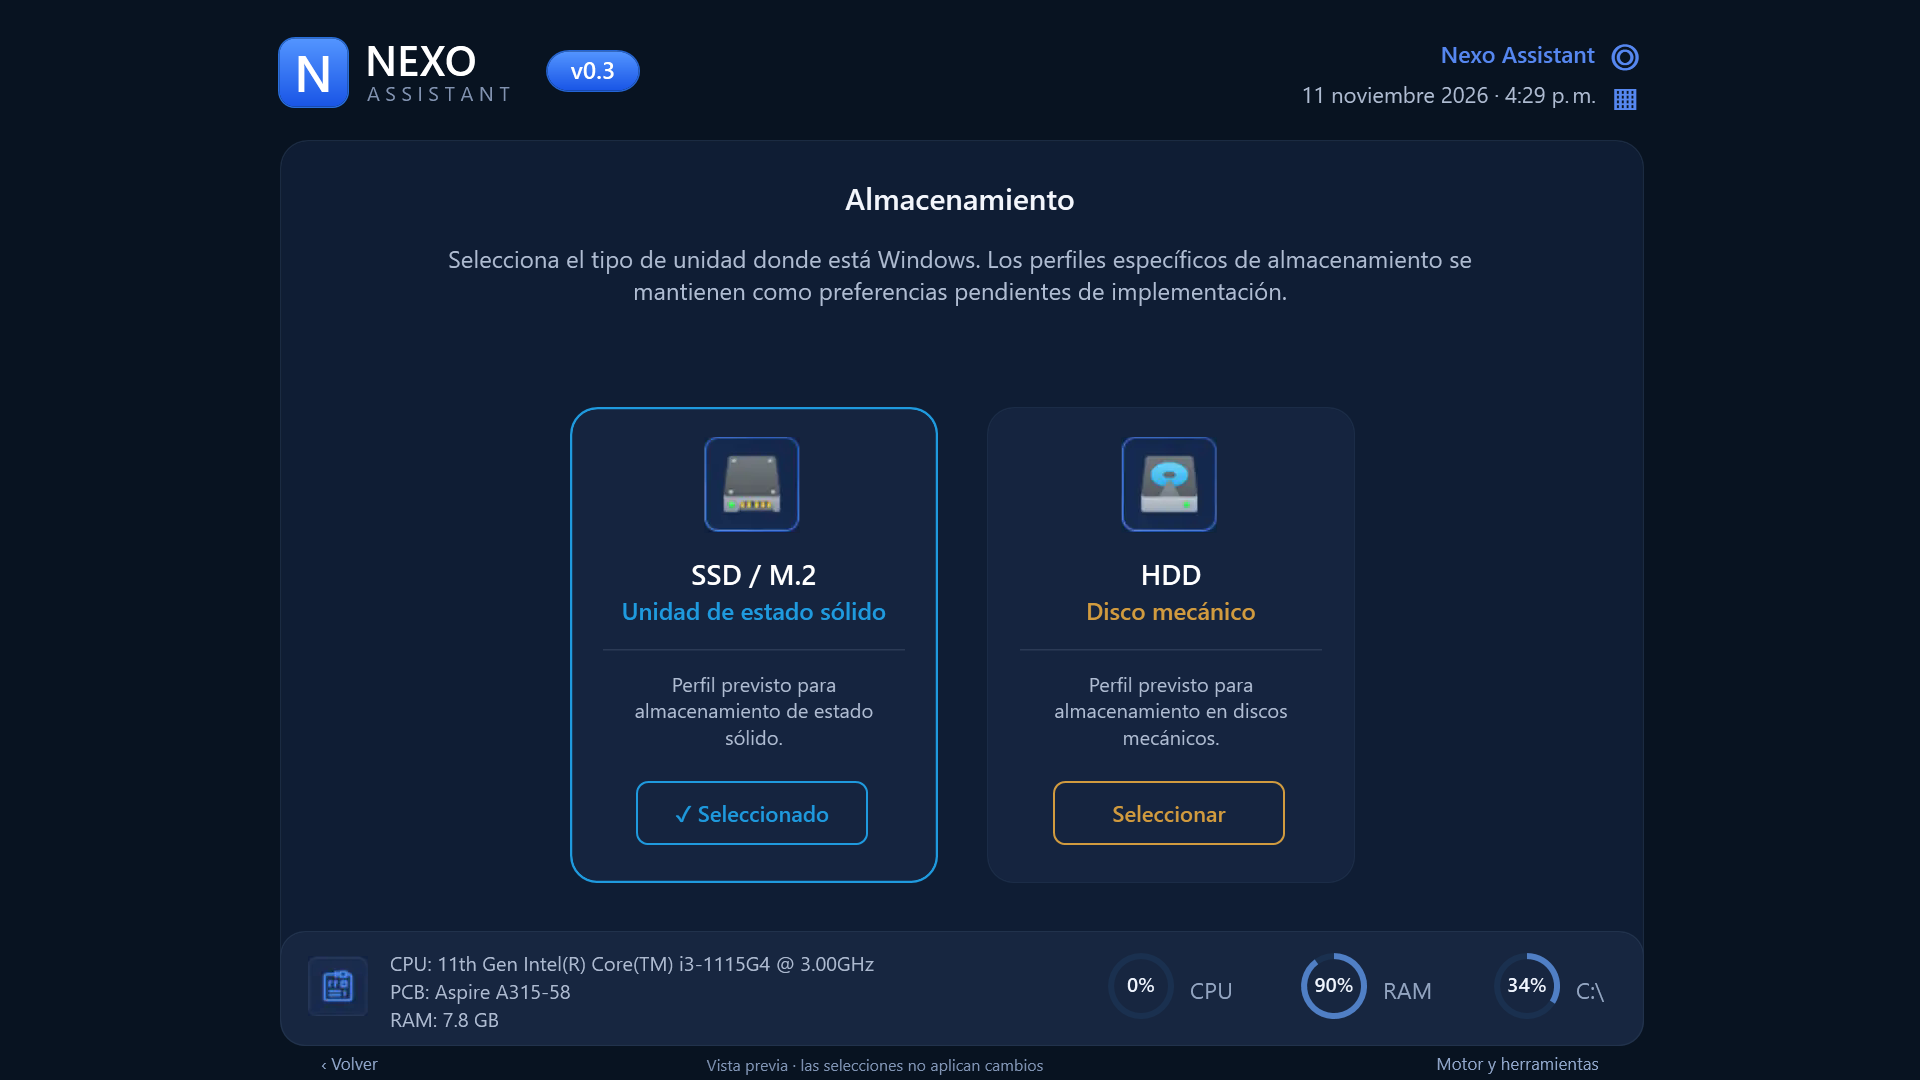 N
NEXO
ASSISTANT
v0.3
Nexo Assistant
11 noviembre 2026 · 4:29 p. m.
Almacenamiento
Selecciona el tipo de unidad donde está Windows. Los perfiles específicos de almacenamiento se
mantienen como preferencias pendientes de implementación.
SSD / M.2
Unidad de estado sólido
Perfil previsto para
almacenamiento de estado
sólido.
✓ Seleccionado
HDD
Disco mecánico
Perfil previsto para
almacenamiento en discos
mecánicos.
Seleccionar
CPU: 11th Gen Intel(R) Core(TM) i3-1115G4 @ 3.00GHz
PCB: Aspire A315-58
RAM: 7.8 GB
0% CPU
90% RAM
34% C:\
‹ Volver
Vista previa · las selecciones no aplican cambios
Motor y herramientas